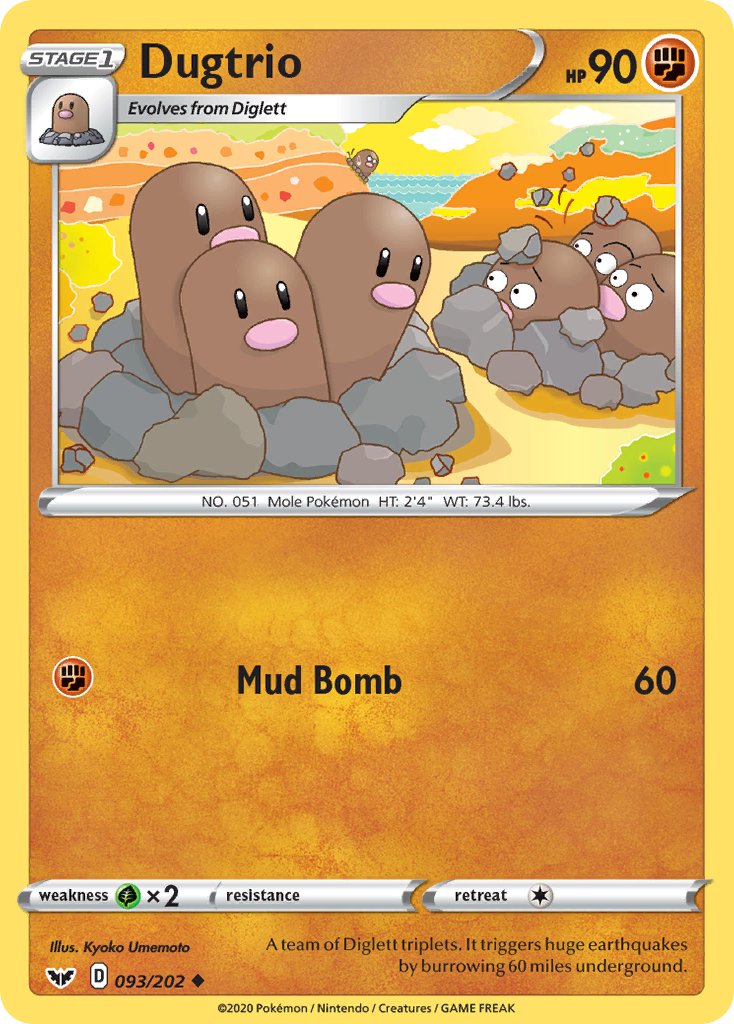 STAGE1
Dugtrio
HP 90
Evolves from Diglett
NO. 051 Mole Pokémon HT: 2'4" WT: 73.4 lbs.
Mud Bomb 60
weakness ×2 resistance retreat
Illus. Kyoko Umemoto
A team of Diglett triplets. It triggers huge earthquakes
by burrowing 60 miles underground.
D 093/202
©2020 Pokémon / Nintendo / Creatures / GAME FREAK